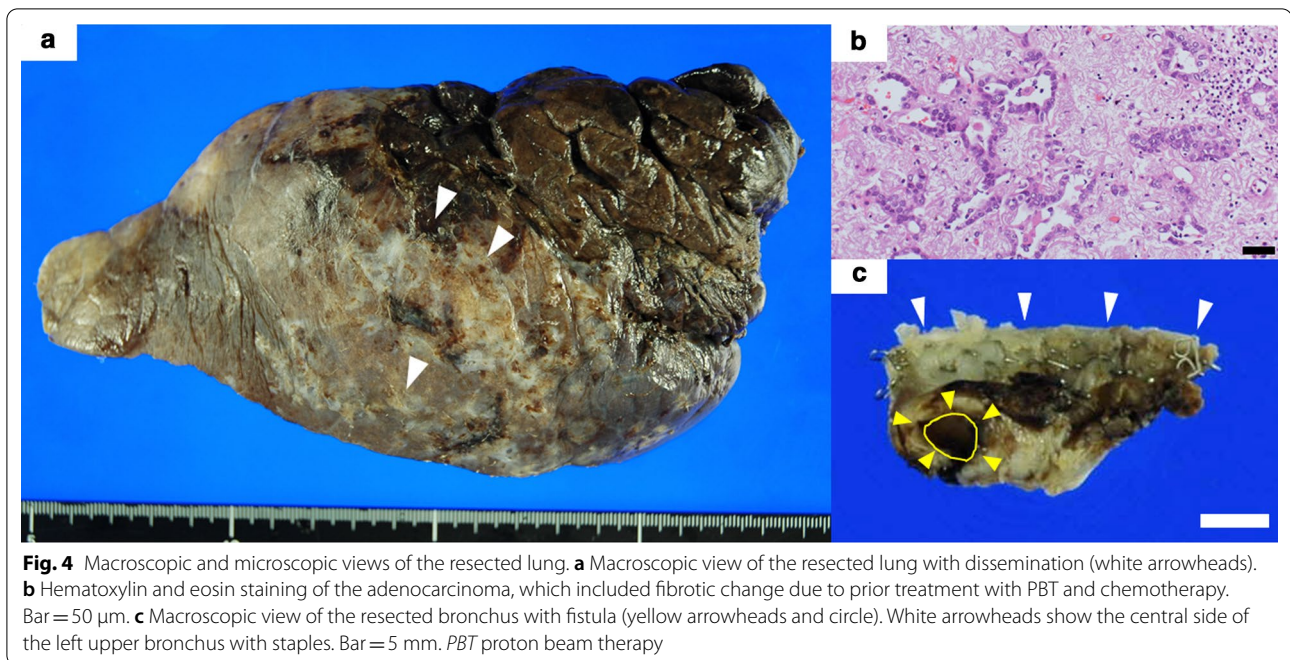 a
b
c
Fig. 4 Macroscopic and microscopic views of the resected lung. a Macroscopic view of the resected lung with dissemination (white arrowheads).
b Hematoxylin and eosin staining of the adenocarcinoma, which included fibrotic change due to prior treatment with PBT and chemotherapy.
Bar = 50 μm. c Macroscopic view of the resected bronchus with fistula (yellow arrowheads and circle). White arrowheads show the central side of
the left upper bronchus with staples. Bar = 5 mm. PBT proton beam therapy